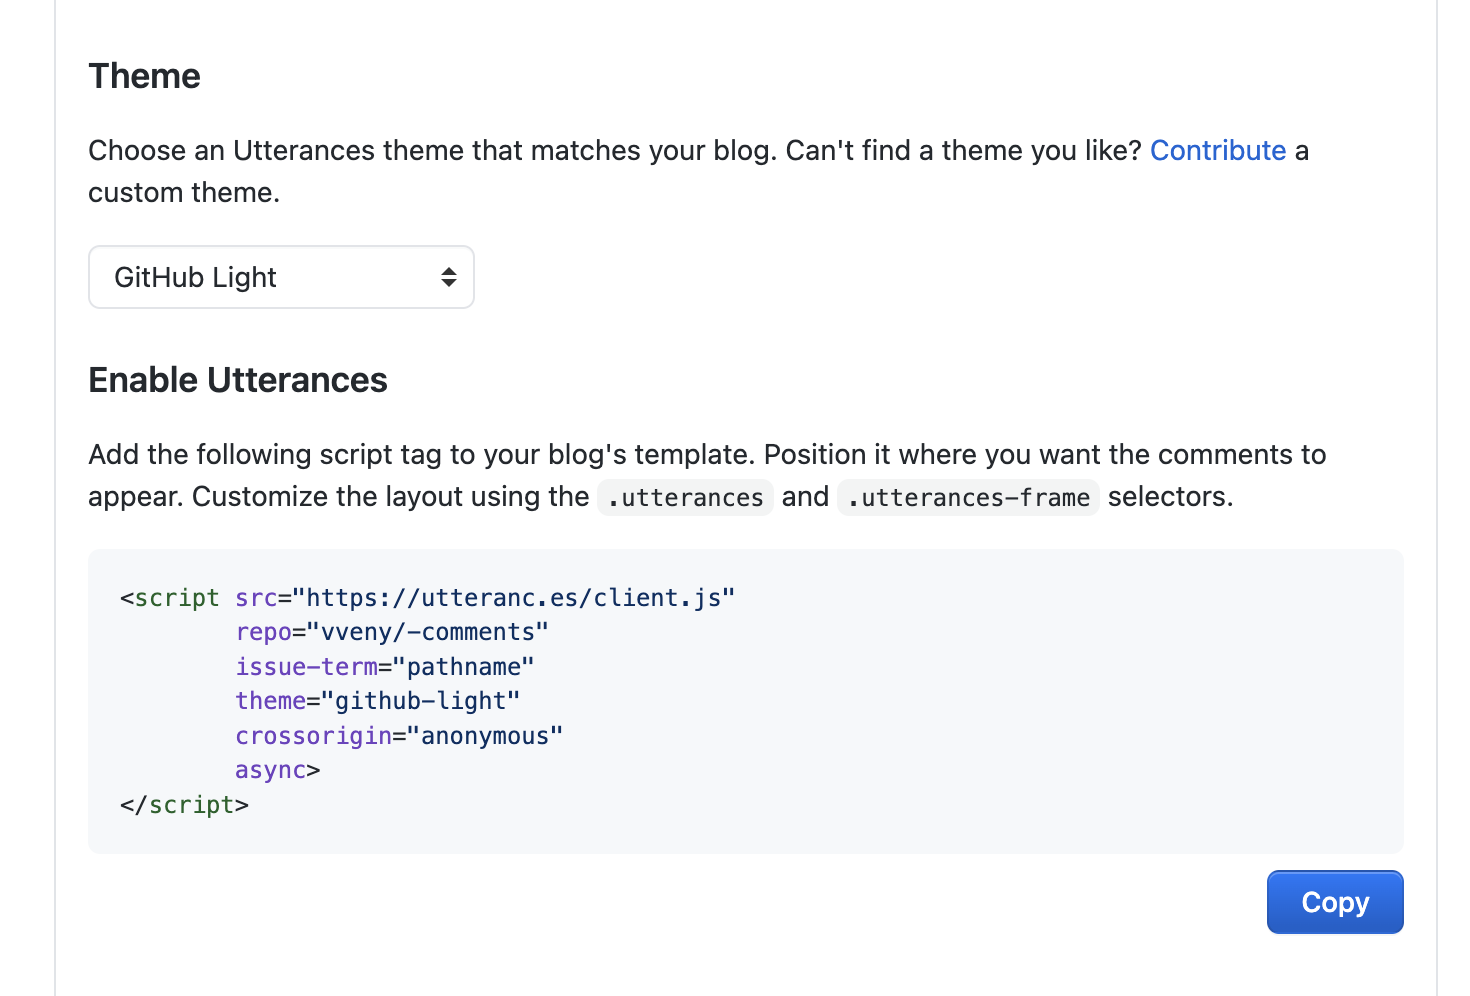 Theme
Choose an Utterances theme that matches your blog. Can't find a theme you like? Contribute a
custom theme.
GitHub Light
Enable Utterances
Add the following script tag to your blog's template. Position it where you want the comments to
appear. Customize the layout using the .utterances and .utterances-frame selectors.
<script src="https://utteranc.es/client.js"
        repo="vveny/-comments"
        issue-term="pathname"
        theme="github-light"
        crossorigin="anonymous"
        async>
</script>
Copy